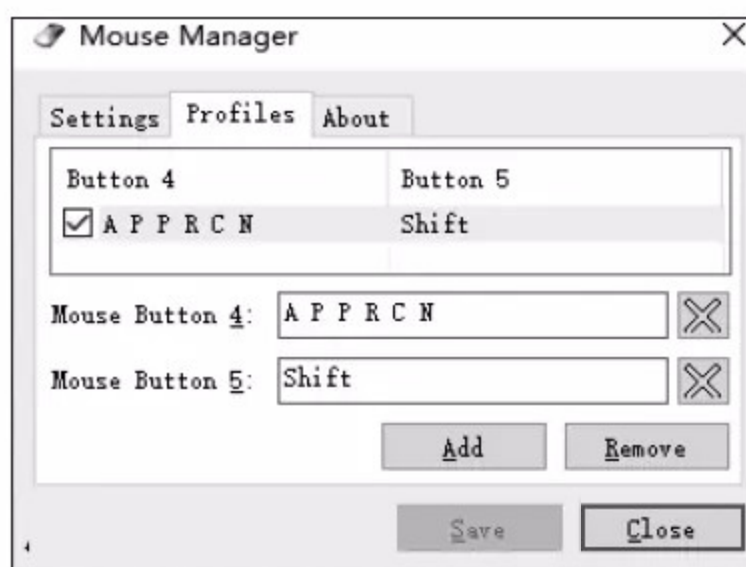 Mouse Manager
Settings Profiles About
Button 4 Button 5
A P P R C N Shift
Mouse Button 4: A P P R C N
Mouse Button 5: Shift
Add Remove
Save Close